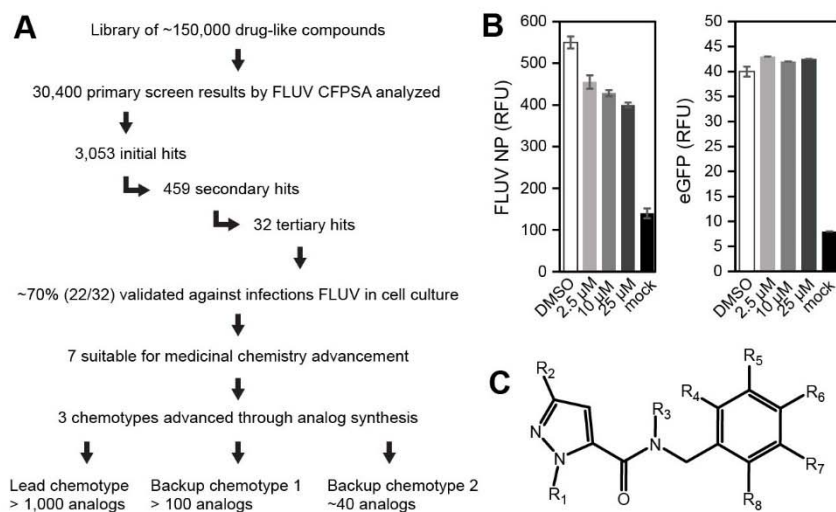 A
Library of ~150,000 drug-like compounds
30,400 primary screen results by FLUV CFPSA analyzed
3,053 initial hits
459 secondary hits
32 tertiary hits
~70% (22/32) validated against infections FLUV in cell culture
7 suitable for medicinal chemistry advancement
3 chemotypes advanced through analog synthesis
Lead chemotype
> 1,000 analogs
Backup chemotype 1
> 100 analogs
Backup chemotype 2
~40 analogs
B
FLUV NP (RFU)
600
500
400
300
200
100
0
DMSO
2.5 µM
10 µM
25 µM
mock
eGFP (RFU)
50
45
40
35
30
25
20
15
10
5
0
DMSO
2.5 µM
10 µM
25 µM
mock
C
R2
N
N
R1
O
R3
N
R4
R5
R6
R7
R8